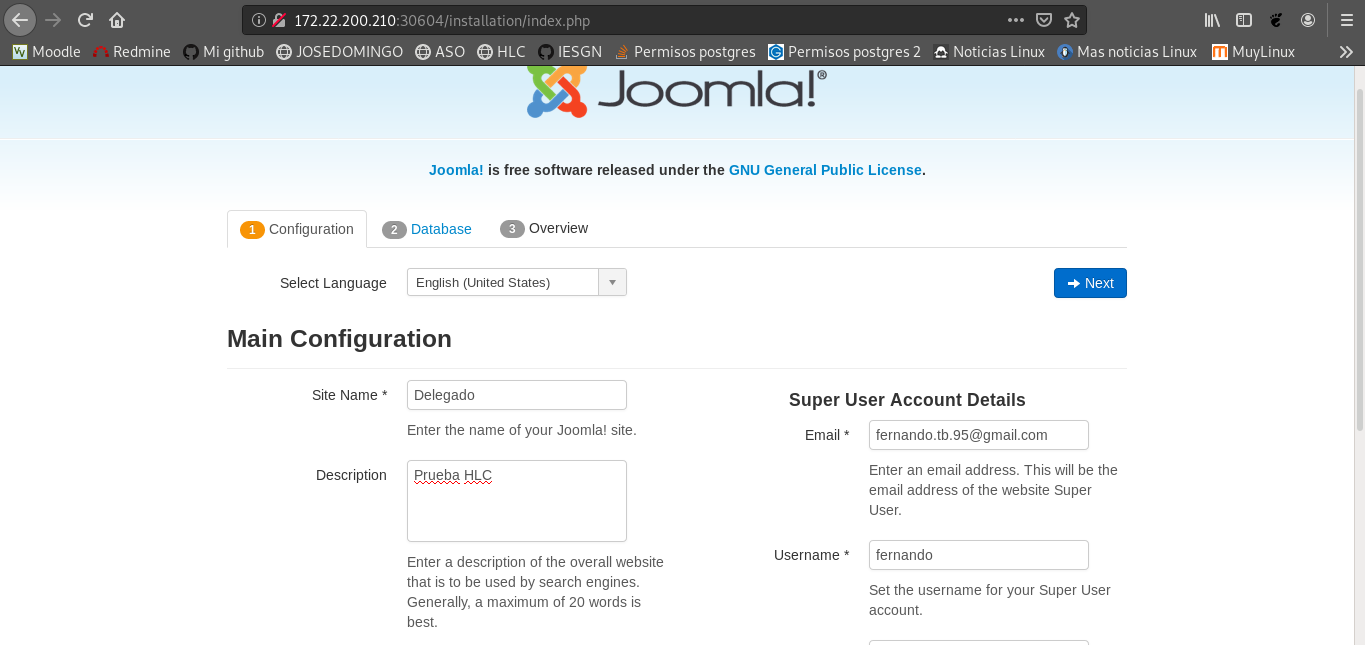 172.22.200.210:30604/installation/index.php
Moodle Redmine Mi github JOSEDOMINGO ASO HLC IESGN Permisos postgres Permisos postgres 2 Noticias Linux Mas noticias Linux MuyLinux
Joomla!®
Joomla! is free software released under the GNU General Public License.
1 Configuration 2 Database 3 Overview
Select Language English (United States) Next
Main Configuration
Site Name * Delegado
Enter the name of your Joomla! site.
Description Prueba HLC
Enter a description of the overall website
that is to be used by search engines.
Generally, a maximum of 20 words is
best.
Super User Account Details
Email * fernando.tb.95@gmail.com
Enter an email address. This will be the
email address of the website Super
User.
Username * fernando
Set the username for your Super User
account.